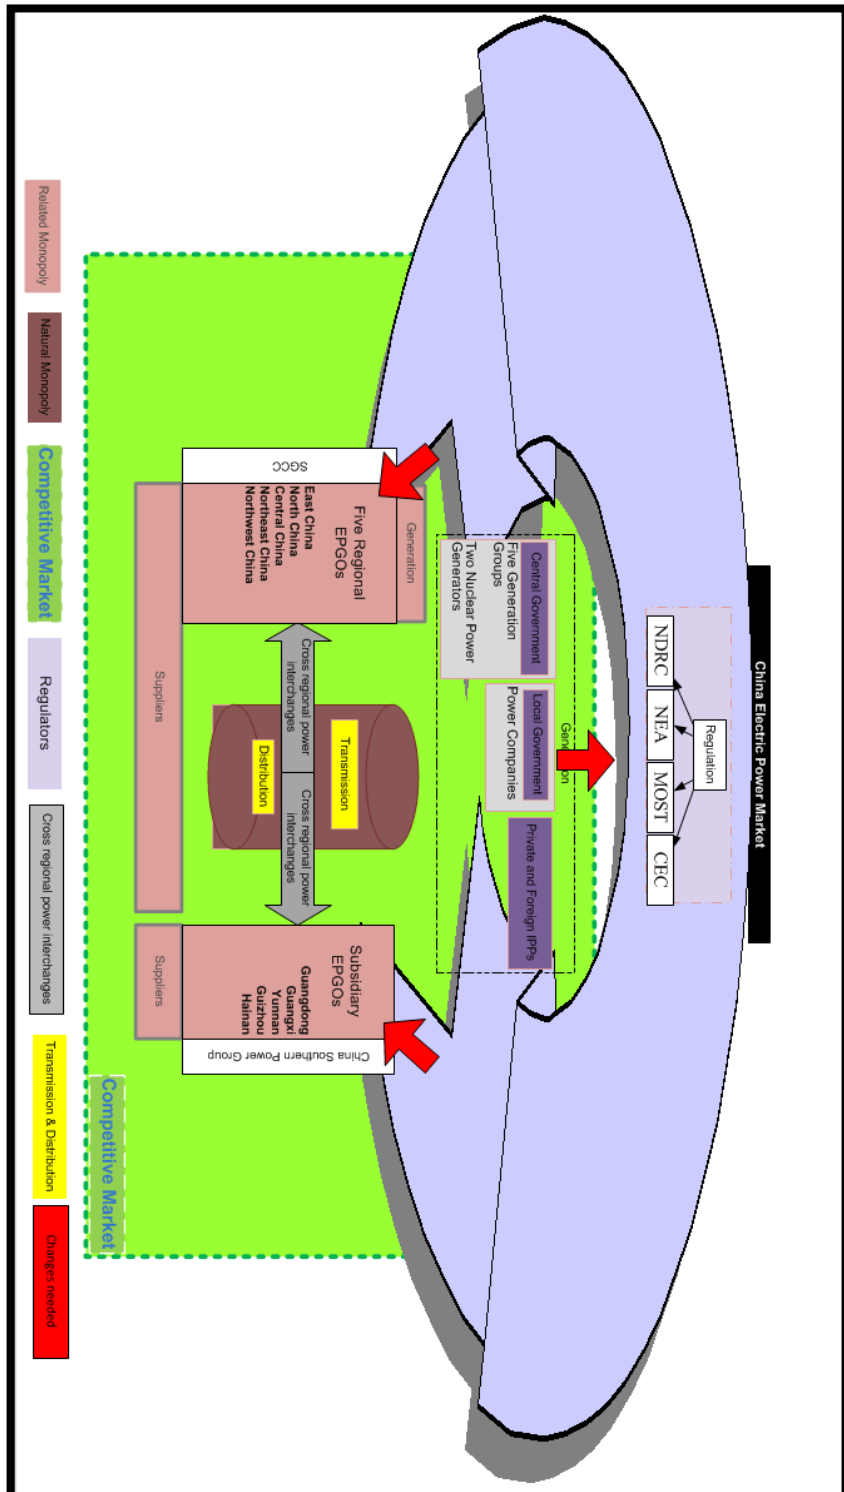 China Electric Power Market
Regulation
NDRC
NEA
MOST
CEC
Generation
Central Government
Five Generation
Groups
Two Nuclear Power
Generators
Local Government
Power Companies
Private and Foreign IPPs
Generation
SGCC
Five Regional
EPGOs
East China
North China
Central China
Northeast China
Northwest China
Transmission
Cross regional power
interchanges
Cross regional power
interchanges
Distribution
Subsidiary
EPGOs
Guangdong
Guangxi
Yunnan
Guizhou
Hainan
China Southern Power Group
Suppliers
Suppliers
Competitive Market
Related Monopoly
Natural Monopoly
Competitive Market
Regulators
Cross regional power interchanges
Transmission & Distribution
Changes needed